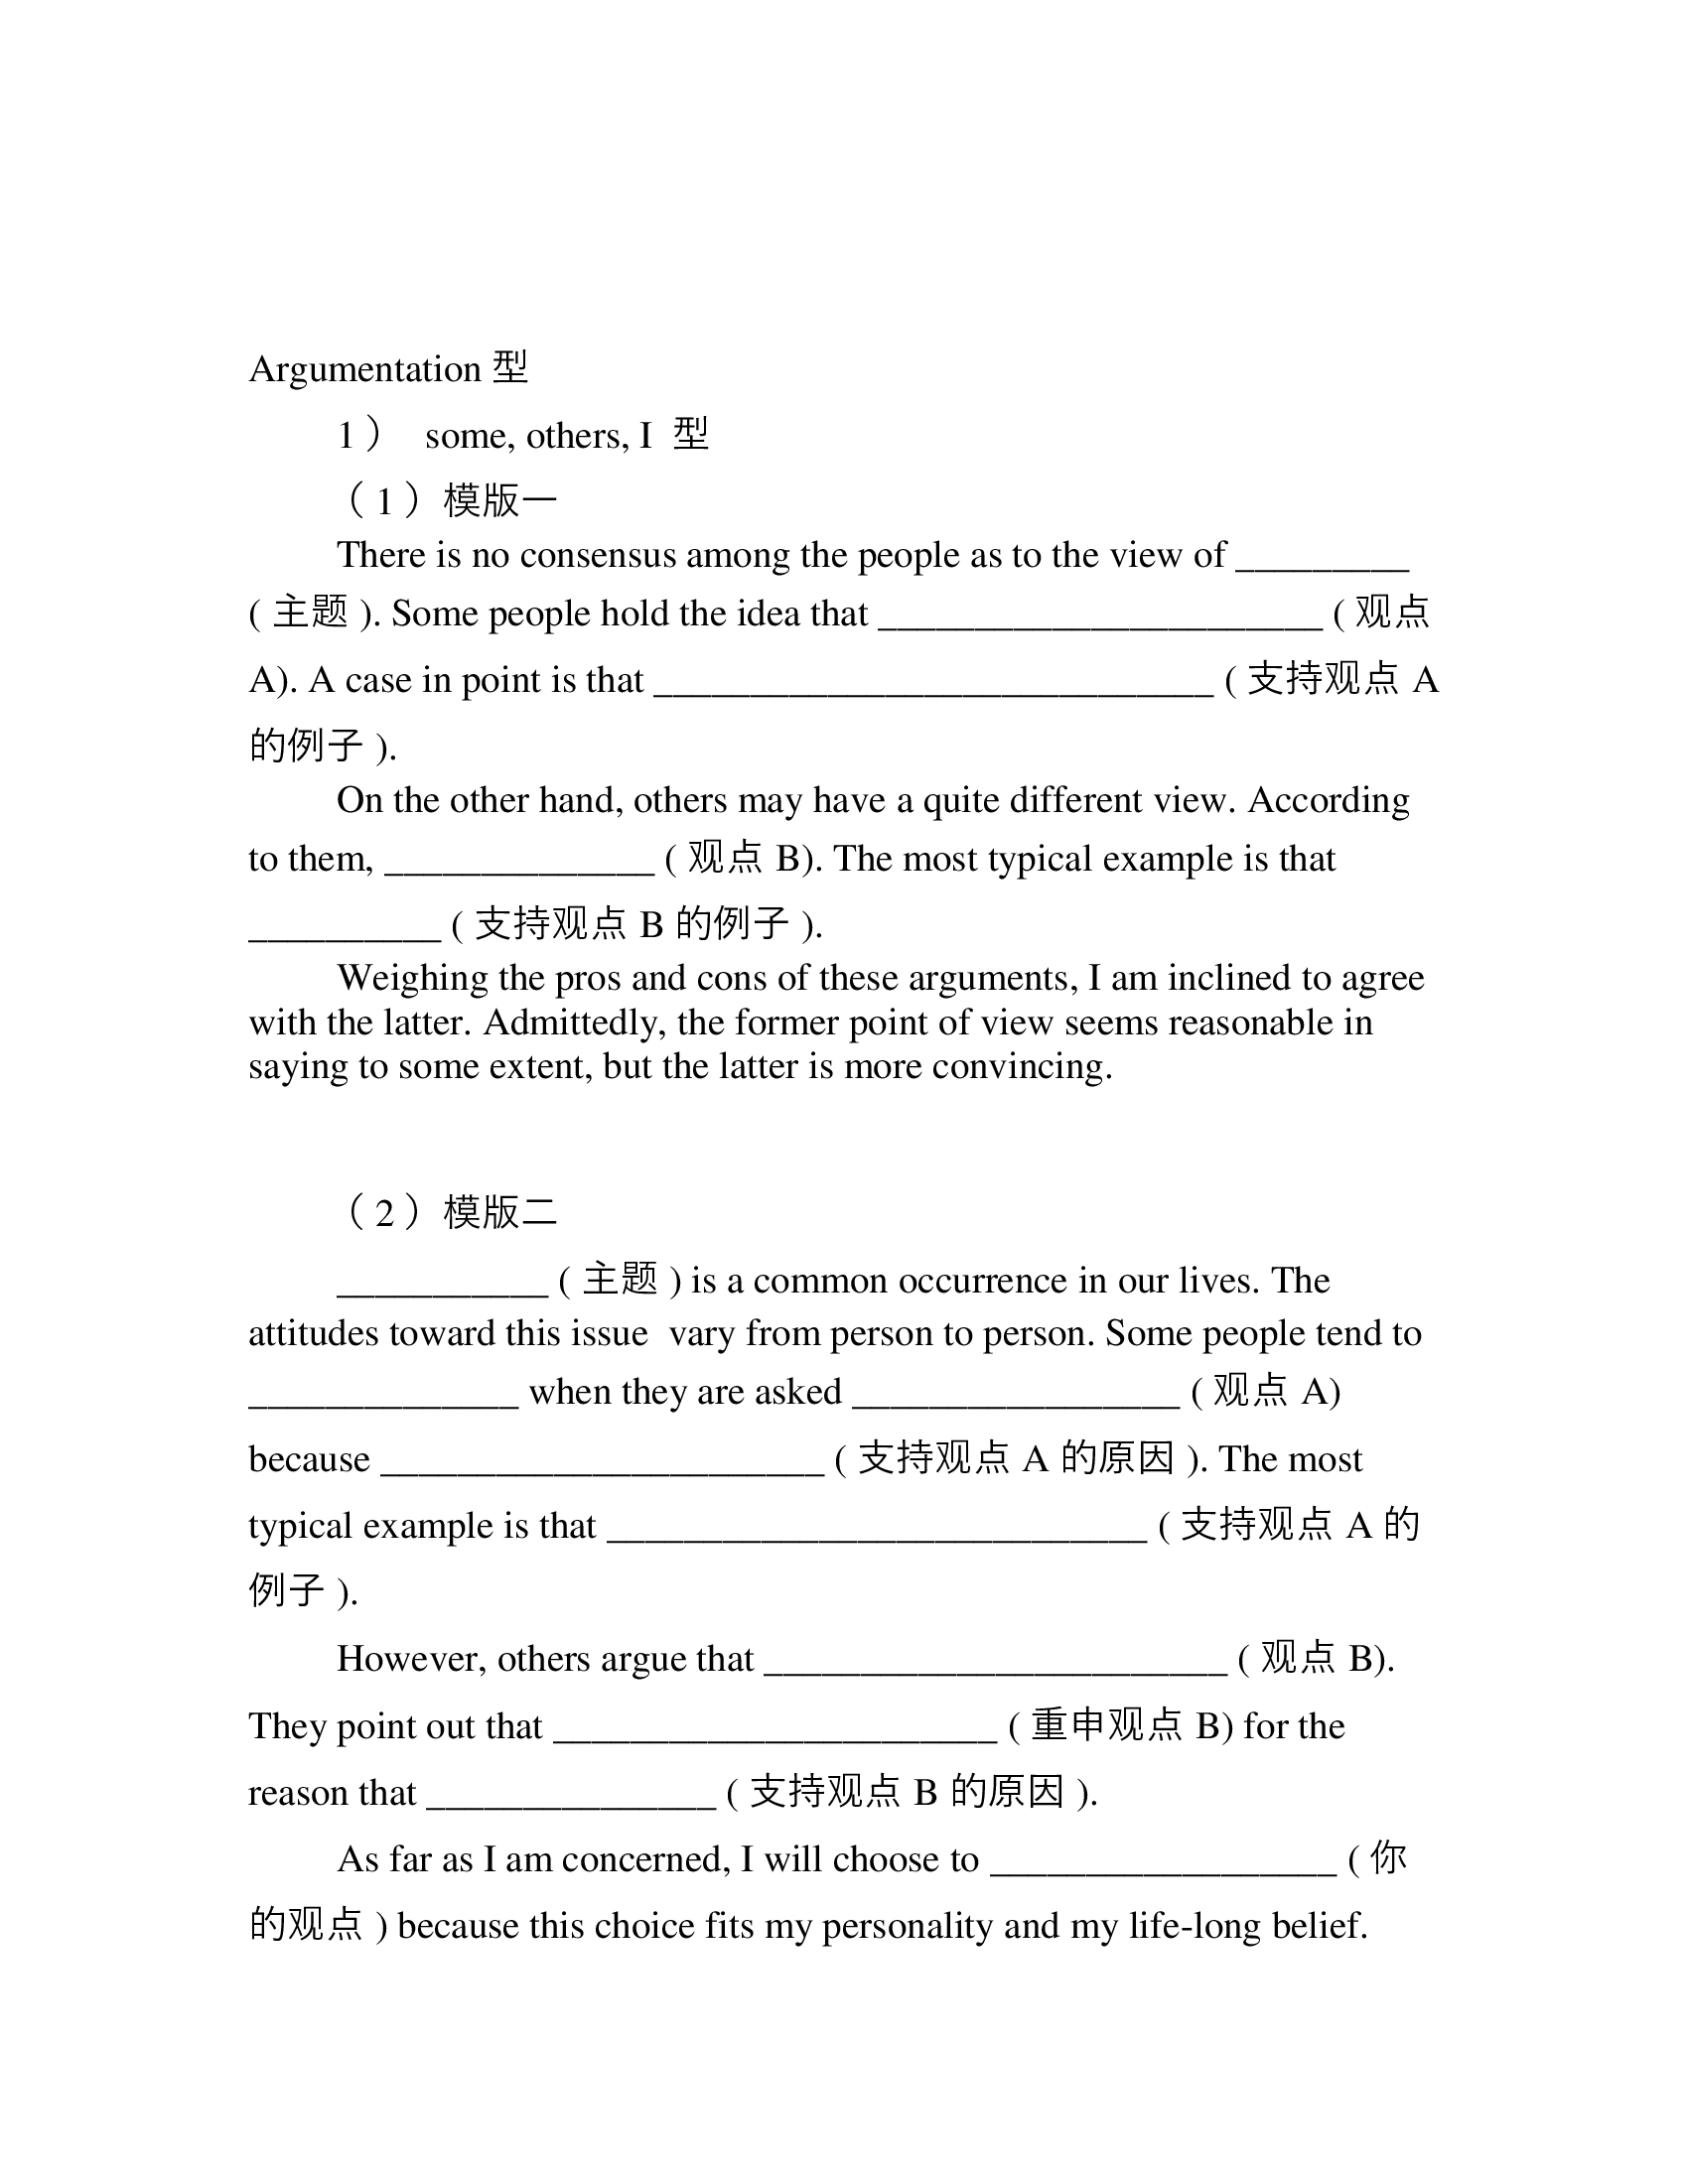 Argumentation 型
1） some, others, I 型
（ 1 ）模版一
There is no consensus among the people as to the view of _________
( 主题 ). Some people hold the idea that _______________________ ( 观点
A). A case in point is that _____________________________ ( 支持观点 A
的例子 ).
On the other hand, others may have a quite different view. According
to them, ______________ ( 观点 B). The most typical example is that
__________ ( 支持观点 B 的例子 ).
Weighing the pros and cons of these arguments, I am inclined to agree
with the latter. Admittedly, the former point of view seems reasonable in
saying to some extent, but the latter is more convincing.
（ 2 ）模版二
___________ ( 主题 ) is a common occurrence in our lives. The
attitudes toward this issue  vary from person to person. Some people tend to
______________ when they are asked _________________ ( 观点 A)
because _______________________ ( 支持观点 A 的原因 ). The most
typical example is that ____________________________ ( 支持观点 A 的
例子 ).
However, others argue that ________________________ ( 观点 B).
They point out that _______________________ ( 重申观点 B) for the
reason that _______________ ( 支持观点 B 的原因 ).
As far as I am concerned, I will choose to __________________ ( 你
的观点 ) because this choice fits my personality and my life-long belief.